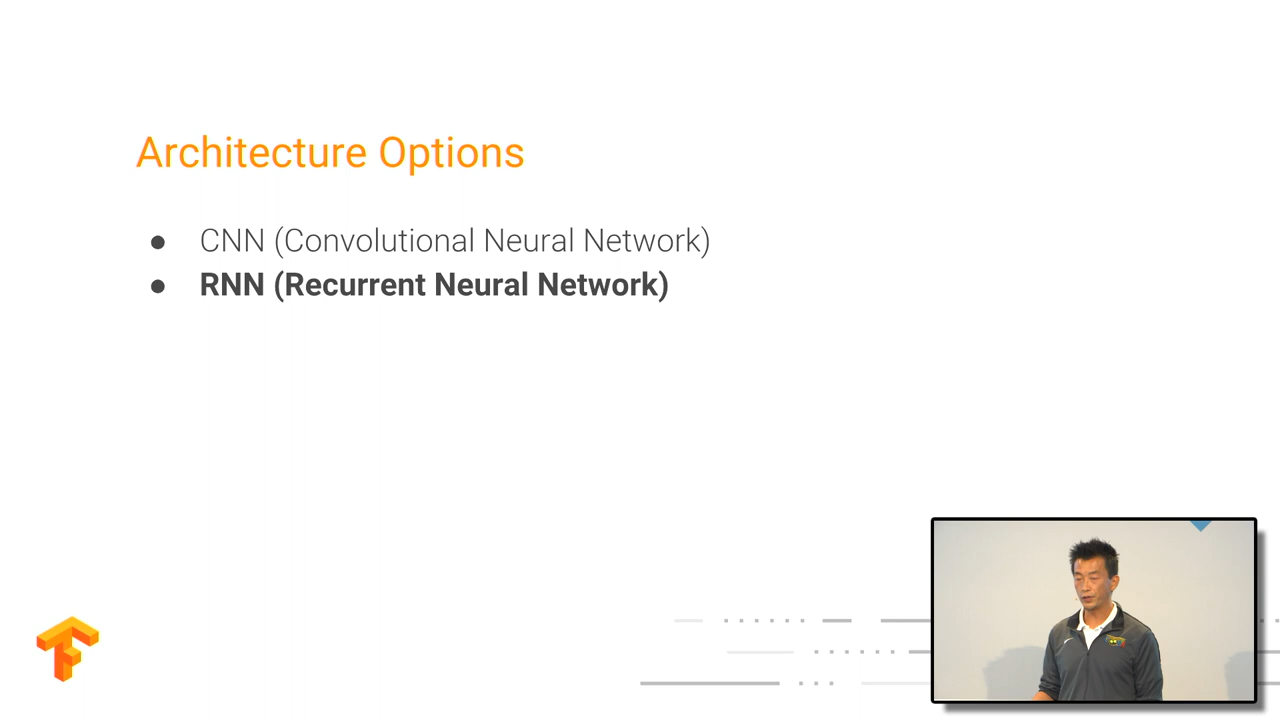 Architecture Options
● CNN (Convolutional Neural Network)
● RNN (Recurrent Neural Network)